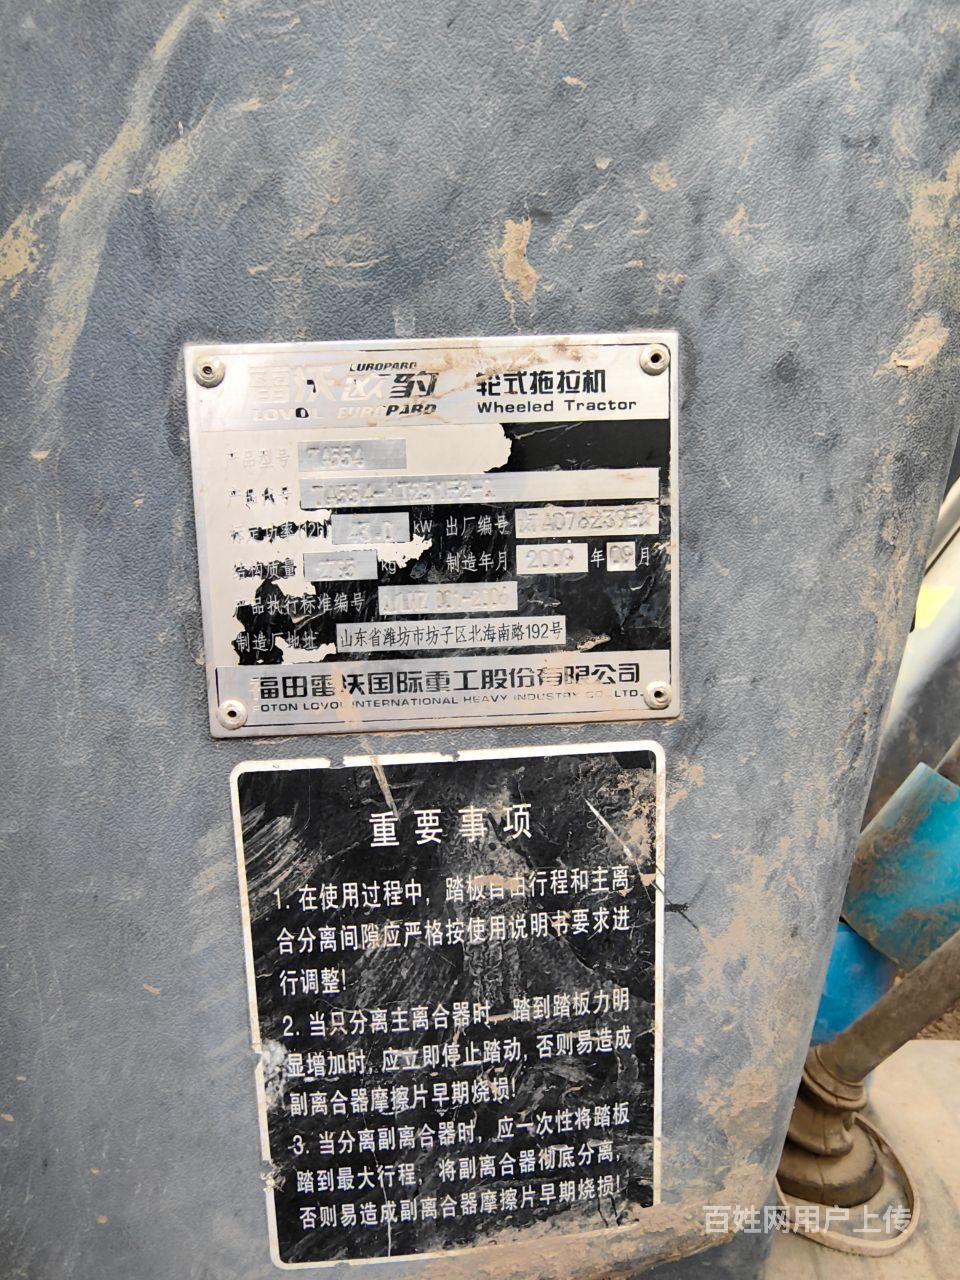 EUROPARD
雷沃欧豹 轮式拖拉机
LOVOL EUROPARD Wheeled Tractor
产品型号 TA554
产品代号
标定功率(12h) 43.0 kW 出厂编号
结构质量 kg 制造年月 2009 年 09 月
产品执行标准编号
制造厂地址 山东省潍坊市坊子区北海南路192号
福田雷沃国际重工股份有限公司
FOTON LOVOL INTERNATIONAL HEAVY INDUSTRY CO., LTD.
重要事项
1. 在使用过程中，踏板自由行程和主离
合分离间隙应严格按使用说明书要求进
行调整!
2. 当只分离主离合器时，踏到踏板力明
显增加时, 应立即停止踏动, 否则易造成
副离合器摩擦片早期烧损!
3. 当分离副离合器时，应一次性将踏板
踏到最大行程，将副离合器彻底分离,
否则易造成副离合器摩擦片早期烧损!
百姓网用户上传